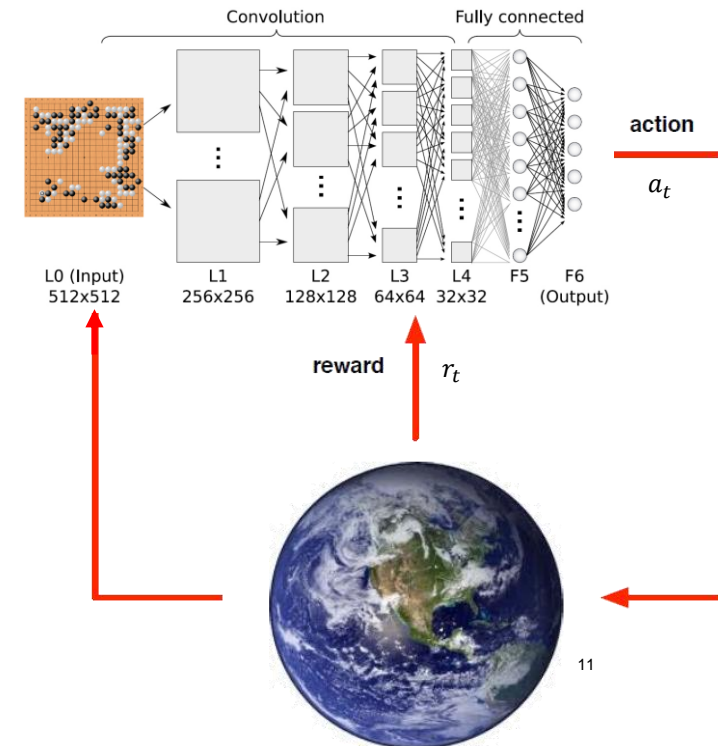 Convolution Fully connected
action
a_t
L0 (Input) L1 L2 L3 L4 F5 F6
512x512 256x256 128x128 64x64 32x32 (Output)
reward r_t
11